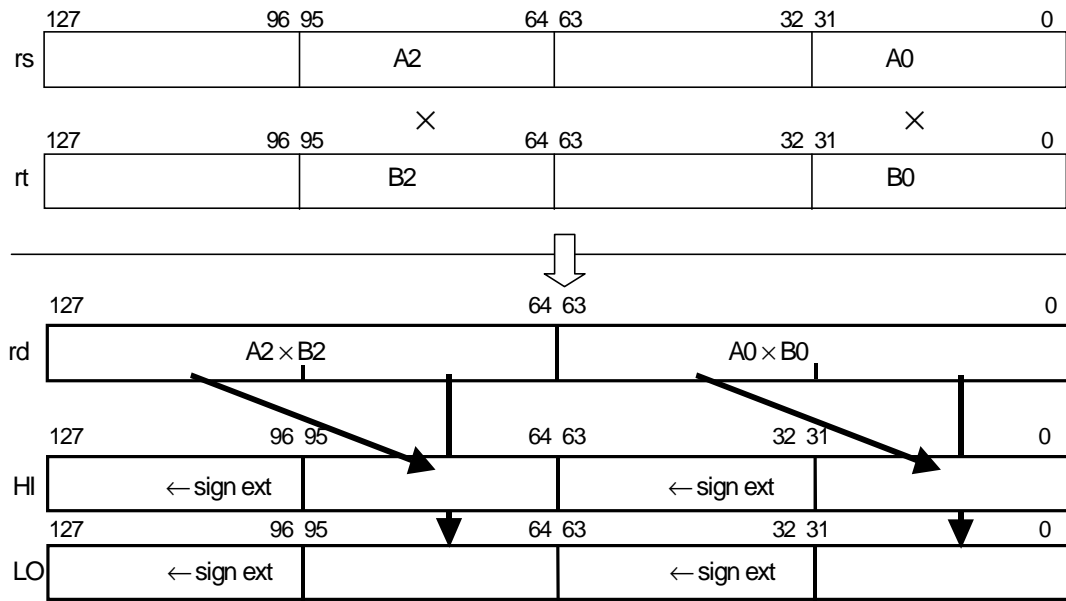 127 96 95 64 63 32 31 0
rs A2 A0
× ×
127 96 95 64 63 32 31 0
rt B2 B0
127 64 63 0
rd A2 × B2 A0 × B0
127 96 95 64 63 32 31 0
HI ← sign ext ← sign ext
127 96 95 64 63 32 31 0
LO ← sign ext ← sign ext